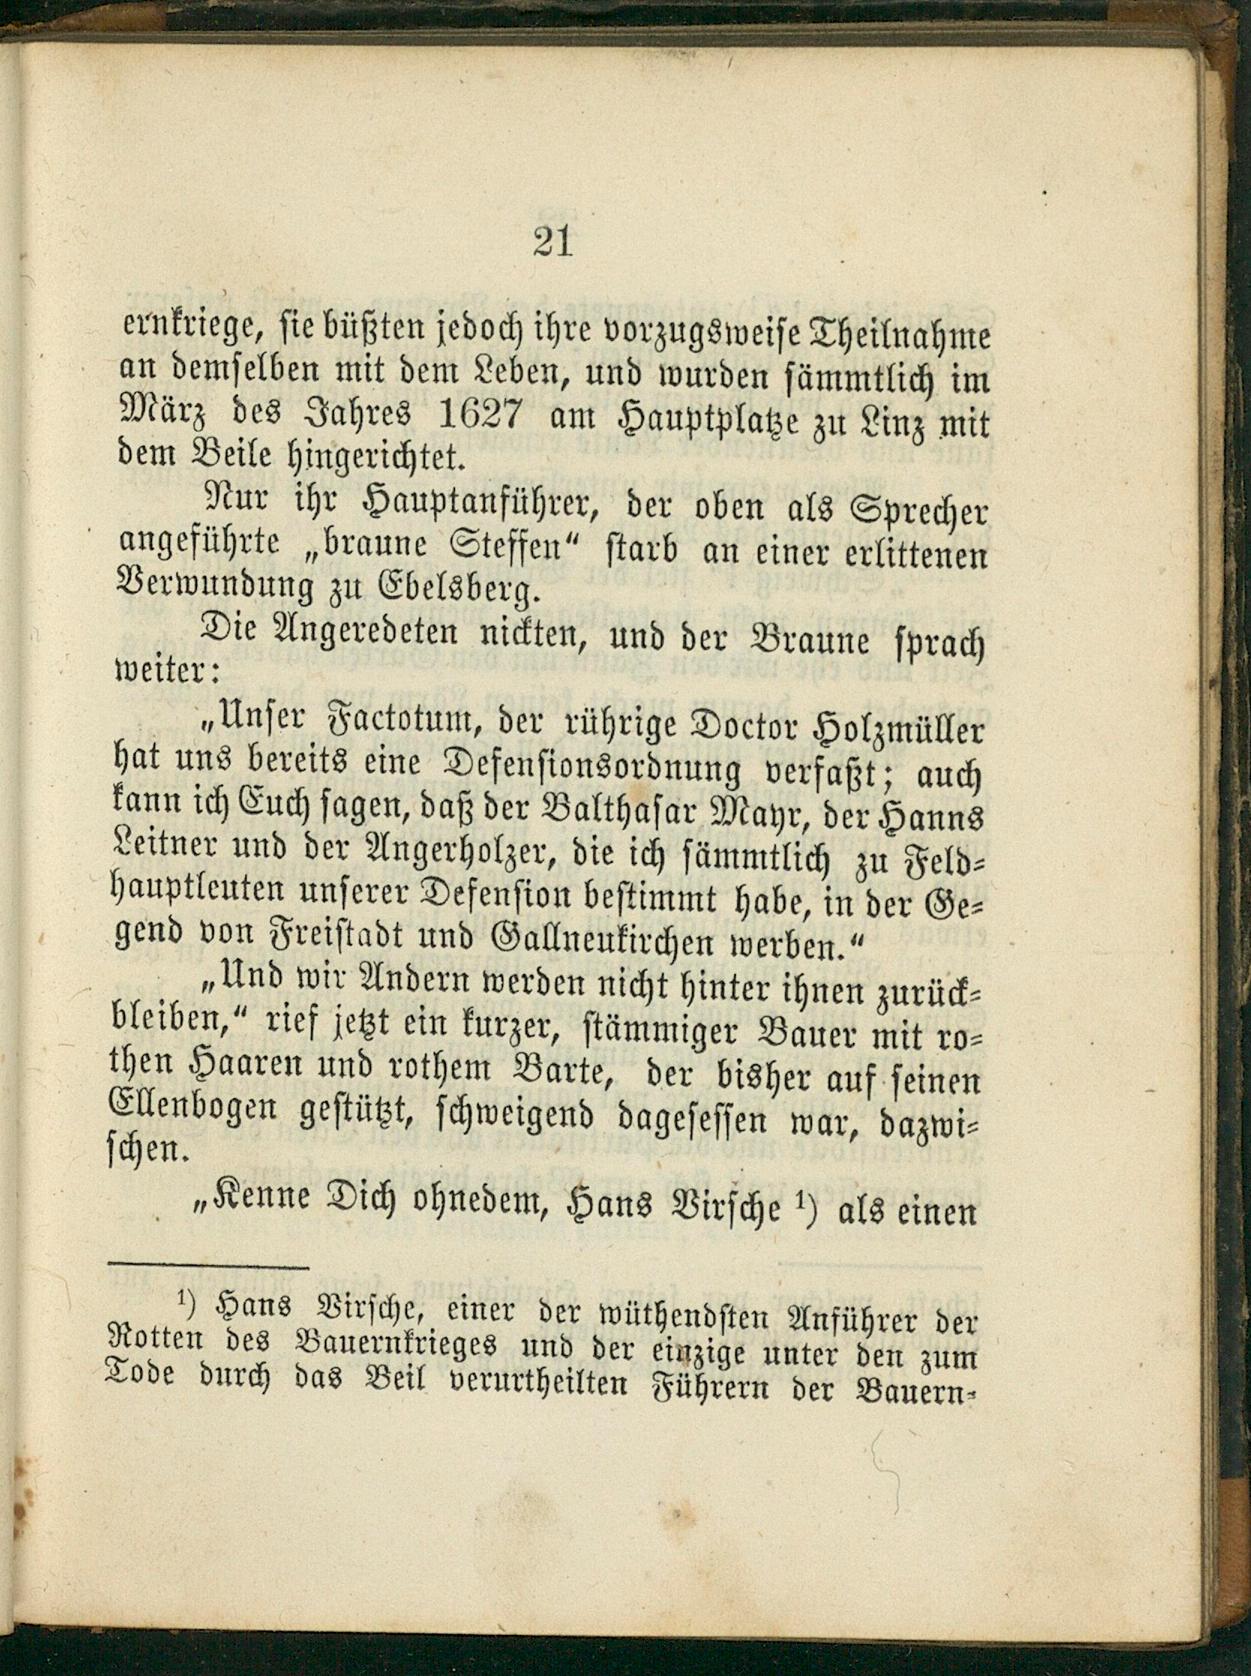 21
ernkriege, sie büßten jedoch ihre vorzugsweise Theilnahme
an demselben mit dem Leben, und wurden sämmtlich im
März des Jahres 1627 am Hauptplatze zu Linz mit
dem Beile hingerichtet.
Nur ihr Hauptanführer, der oben als Sprecher
angeführte „braune Steffen“ starb an einer erlittenen
Verwundung zu Ebelsberg.
Die Angeredeten nickten, und der Braune sprach
weiter:
„Unser Factotum, der rührige Doctor Holzmüller
hat uns bereits eine Defensionsordnung verfaßt; auch
kann ich Euch sagen, daß der Balthasar Mayr, der Hanns
Leitner und der Angerholzer, die ich sämmtlich zu Feld-
hauptleuten unserer Defension bestimmt habe, in der Ge-
gend von Freistadt und Gallneukirchen werben.“
„Und wir Andern werden nicht hinter ihnen zurück-
bleiben,“ rief jetzt ein kurzer, stämmiger Bauer mit ro-
then Haaren und rothem Barte, der bisher auf seinen
Ellenbogen gestützt, schweigend dagesessen war, dazwi-
schen.
„Kenne Dich ohnedem, Hans Virsche ¹) als einen
¹) Hans Virsche, einer der wüthendsten Anführer der
Rotten des Bauernkrieges und der einzige unter den zum
Tode durch das Beil verurtheilten Führern der Bauern-